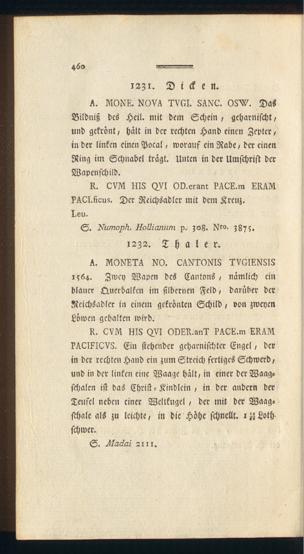 460
1231. Dicken.
A. MONE. NOVA TVGI. SANC. OSW. Das
Bildniß des Heil. mit dem Schein, geharnischt,
und gekrönt, hält in der rechten Hand einen Zepter,
in der linken einen Pocal, worauf ein Rabe, der einen
Ring im Schnabel trägt. Unten in der Umschrift der
Wapenschild.
R. CVM HIS QVI OD.erant PACE.m ERAM
PACI.ficus. Der Reichsadler mit dem Kreuz.
Leu.
S. Numoph. Hollianum p. 308. Nro. 3875.
1232. Thaler.
A. MONETA NO. CANTONIS TVGIENSIS
1564. Zwey Wapen des Cantons, nämlich ein
blauer Querbalken im silbernen Feld, darüber der
Reichsadler in einem gekrönten Schild, von zweyen
Löwen gehalten wird.
R. CVM HIS QVI ODER.anT PACE.m ERAM
PACIFICVS. Ein stehender geharnischter Engel, der
in der rechten Hand ein zum Streich fertiges Schwerd,
und in der linken eine Waage hält, in einer der Waag-
schalen ist das Christ-Kindlein, in der andern der
Teufel neben einer Weltkugel, der mit der Waag-
schale als zu leichte, in die Höhe schnellt. 1 Loth
schwer.
S. Madai 2111.